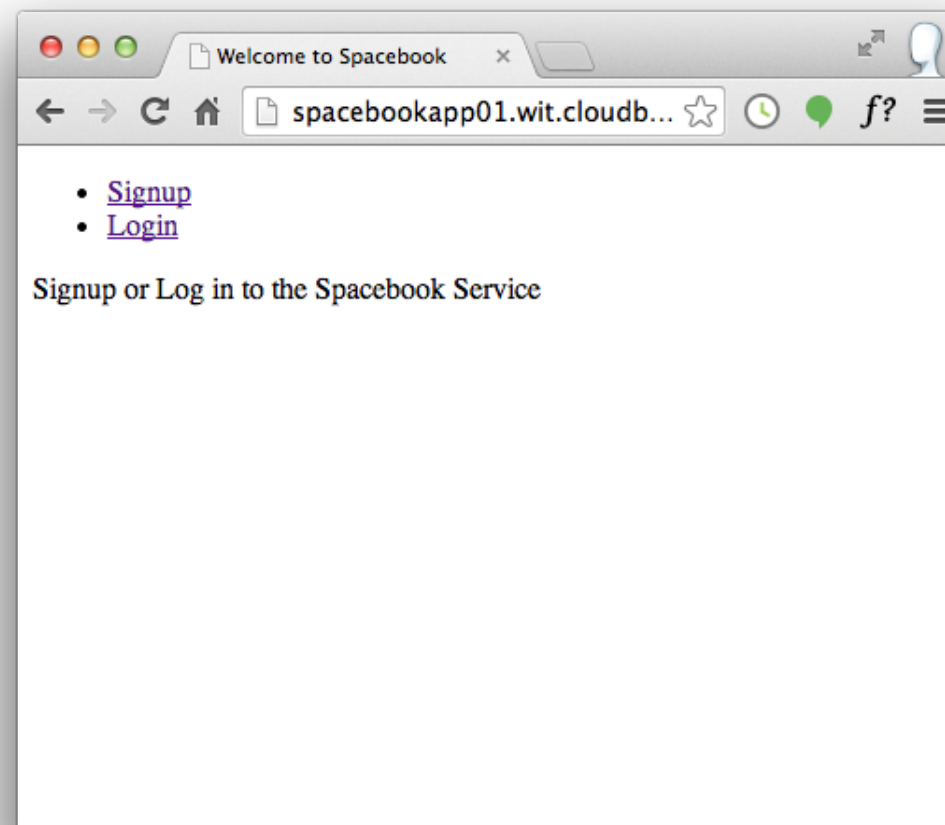 Welcome to Spacebook
spacebookapp01.wit.cloudb...
f?
Signup
Login
Signup or Log in to the Spacebook Service